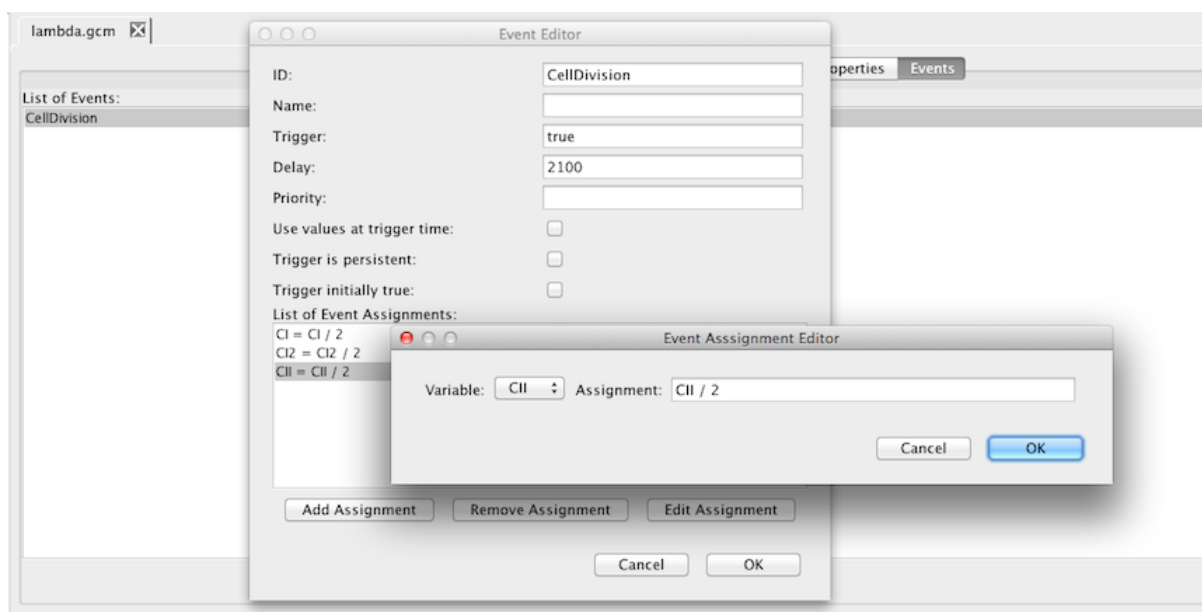 lambda.gcm
Event Editor
operties Events
List of Events:
CellDivision
ID: CellDivision
Name:
Trigger: true
Delay: 2100
Priority:
Use values at trigger time:
Trigger is persistent:
Trigger initially true:
List of Event Assignments:
CI = CI / 2
CI2 = CI2 / 2
CII = CII / 2
Event Asssignment Editor
Variable: CII Assignment: CII / 2
Cancel OK
Add Assignment Remove Assignment Edit Assignment
Cancel OK